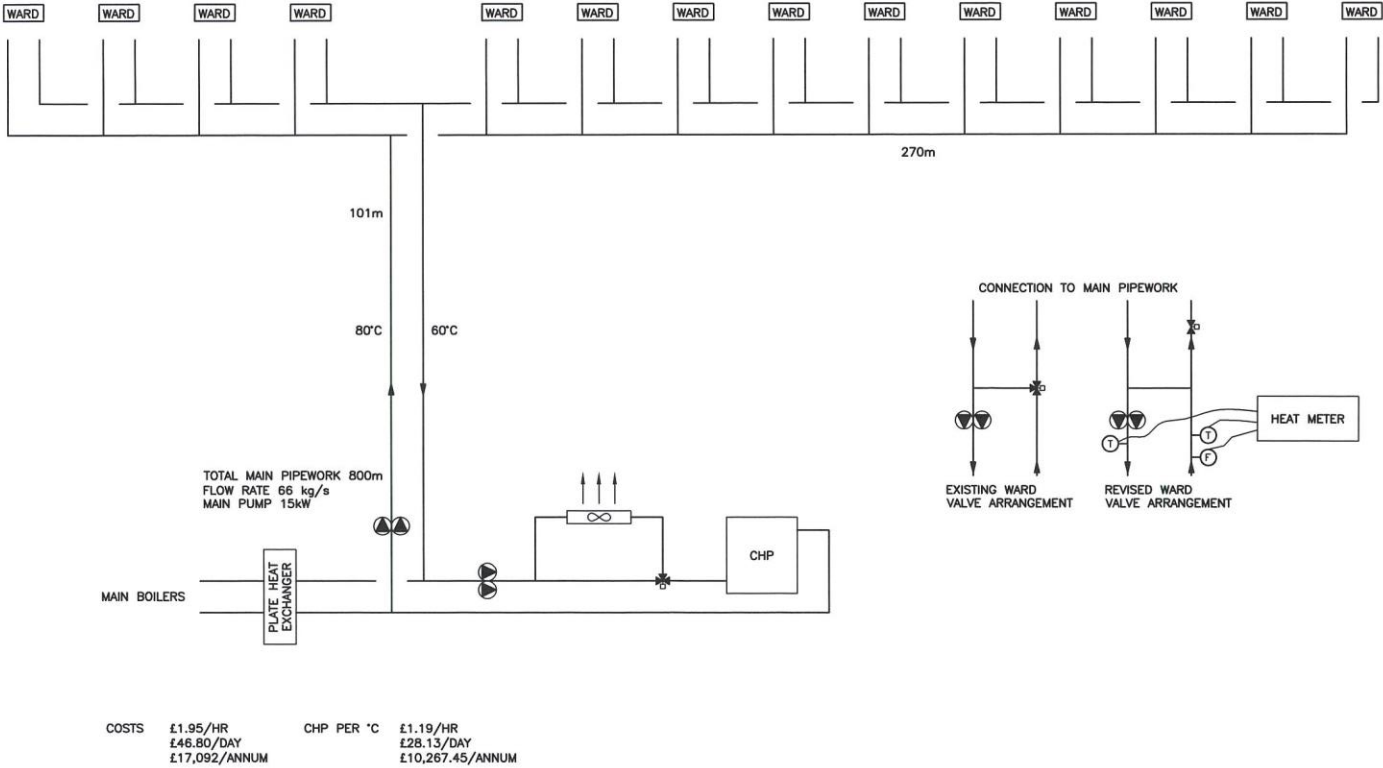 WARD WARD WARD WARD WARD WARD WARD WARD WARD WARD WARD WARD WARD WARD
270m
101m
80°C
60°C
TOTAL MAIN PIPEWORK 800m
FLOW RATE 66 kg/s
MAIN PUMP 15kW
MAIN BOILERS
PLATE HEAT
EXCHANGER
CHP
CONNECTION TO MAIN PIPEWORK
T
T
F
HEAT METER
EXISTING WARD
VALVE ARRANGEMENT
REVISED WARD
VALVE ARRANGEMENT
COSTS £1.95/HR
£46.80/DAY
£17,092/ANNUM
CHP PER °C £1.19/HR
£28.13/DAY
£10,267.45/ANNUM